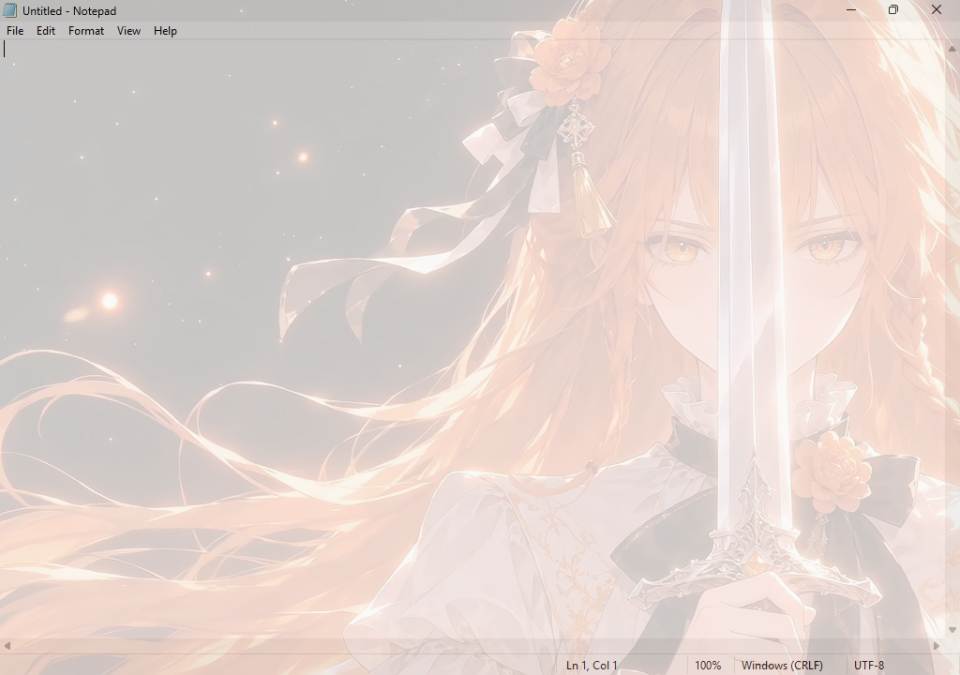 Untitled - Notepad
File Edit Format View Help
Ln 1, Col 1 100% Windows (CRLF) UTF-8